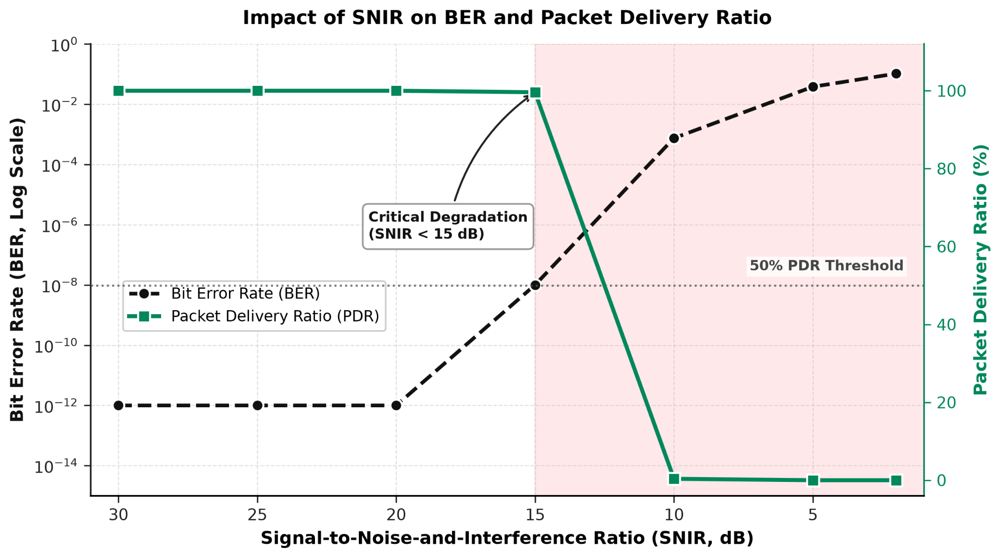 Impact of SNIR on BER and Packet Delivery Ratio
10⁰
10⁻²
10⁻⁴
10⁻⁶
10⁻⁸
10⁻¹⁰
10⁻¹²
10⁻¹⁴
Bit Error Rate (BER, Log Scale)
Critical Degradation
(SNIR < 15 dB)
50% PDR Threshold
Bit Error Rate (BER)
Packet Delivery Ratio (PDR)
100
80
60
40
20
0
Packet Delivery Ratio (%)
30 25 20 15 10 5
Signal-to-Noise-and-Interference Ratio (SNIR, dB)